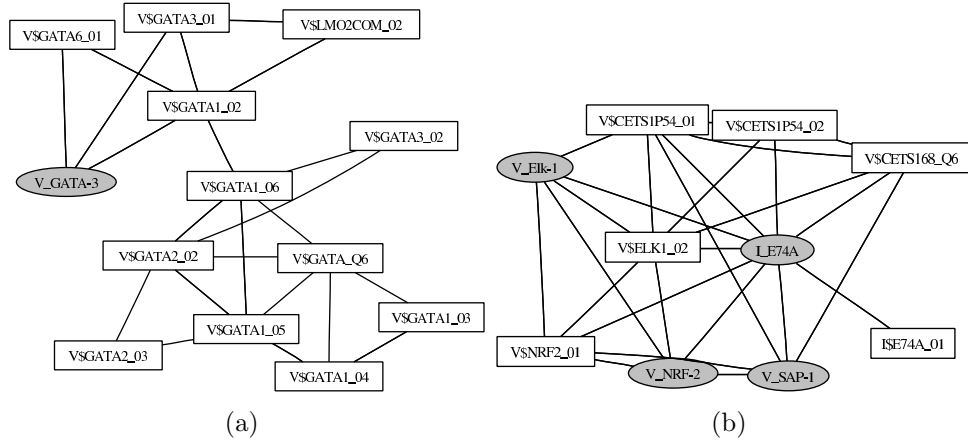 V$GATA3_01
V$LMO2COM_02
V$GATA6_01
V$GATA1_02
V$GATA3_02
V_GATA-3
V$GATA1_06
V$GATA2_02
V$GATA_Q6
V$GATA1_03
V$GATA1_05
V$GATA2_03
V$GATA1_04
(a)
V$CETS1P54_01
V$CETS1P54_02
V$CETS168_Q6
V_Elk-1
V$ELK1_02
I_E74A
I$E74A_01
V$NRF2_01
V_NRF-2
V_SAP-1
(b)